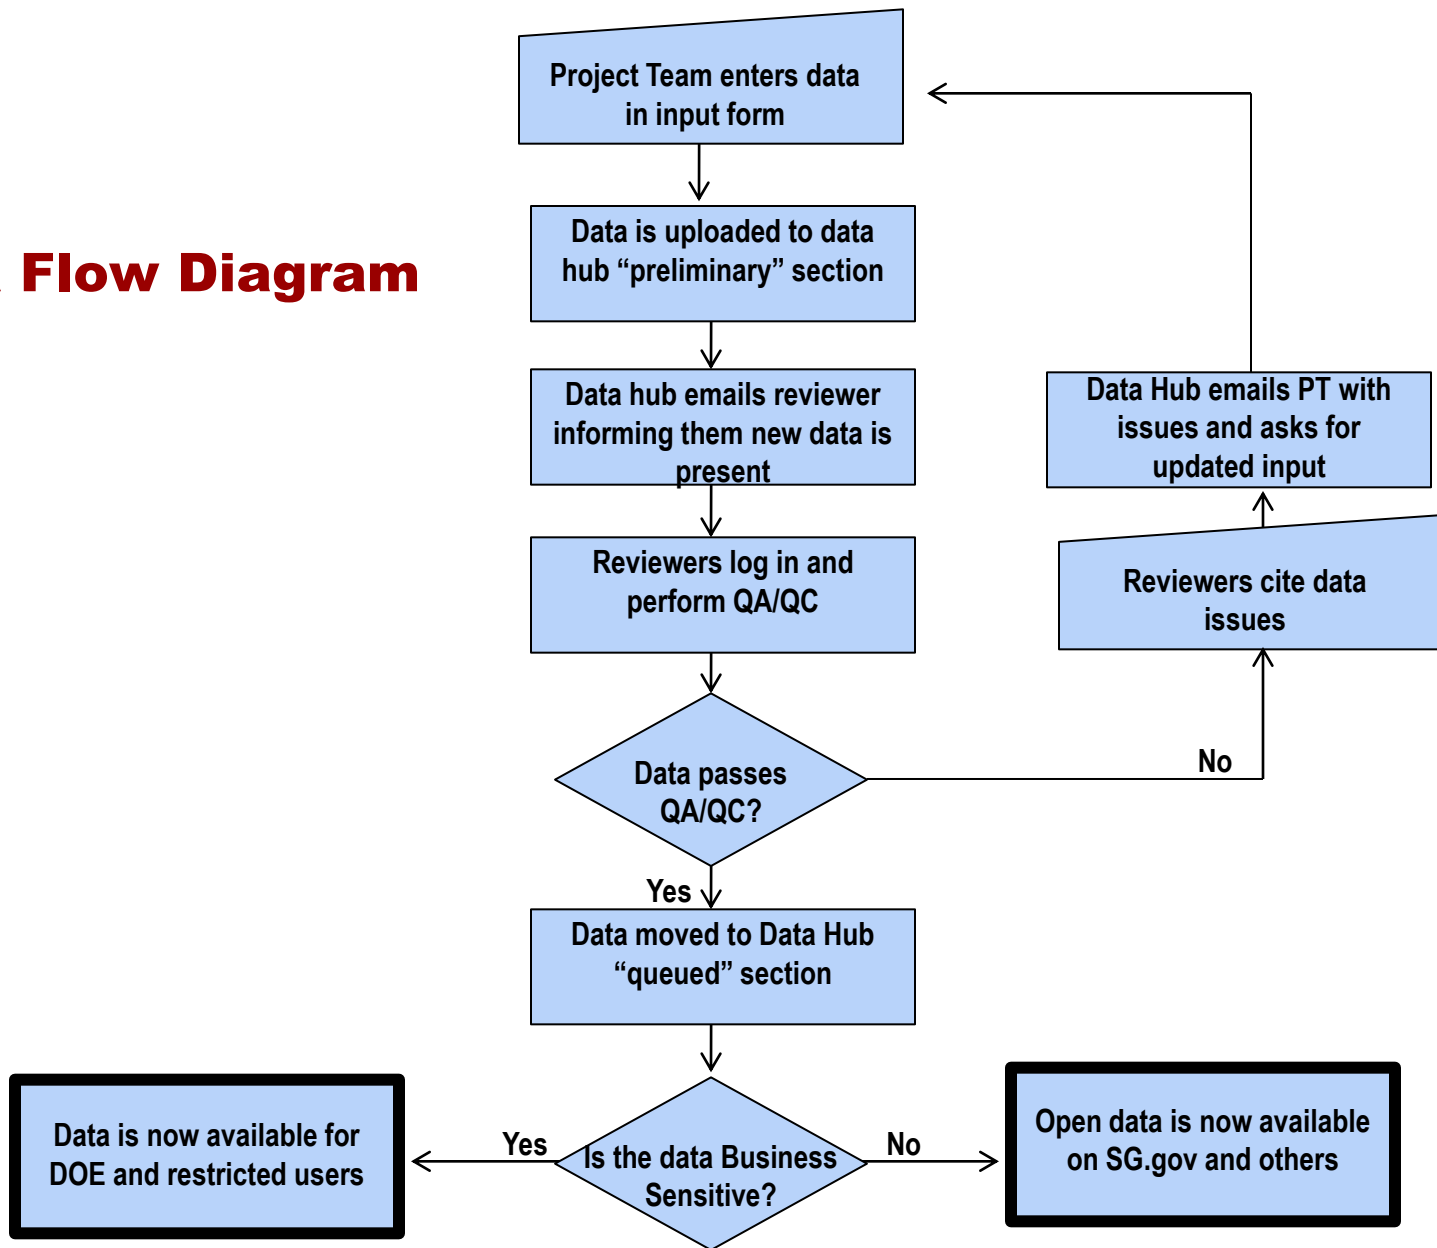 Project Team enters data
in input form
Flow Diagram
Data is uploaded to data
hub “preliminary” section
Data hub emails reviewer
informing them new data is
present
Data Hub emails PT with
issues and asks for
updated input
Reviewers log in and
perform QA/QC
Reviewers cite data
issues
Data passes
QA/QC?
No
Yes
Data moved to Data Hub
“queued” section
Data is now available for
DOE and restricted users
Yes
Is the data Business
Sensitive?
No
Open data is now available
on SG.gov and others